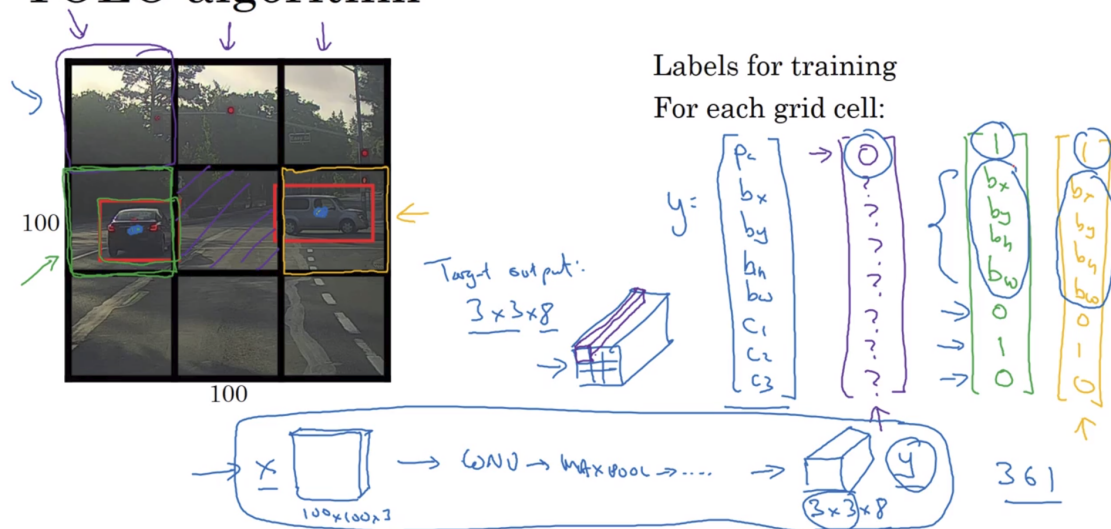 YOLO algorithm
Labels for training
For each grid cell:
100
100
Target output:
3×3×8
y=
Pc
bx
by
bh
bw
C1
C2
C3
0
?
?
?
?
?
?
?
1
bx
by
bh
bw
0
1
0
1
bx
by
bh
bw
0
1
0
x
100×100×3
→ CONV → MAXPOOL → .... →
3×3×8
y
361